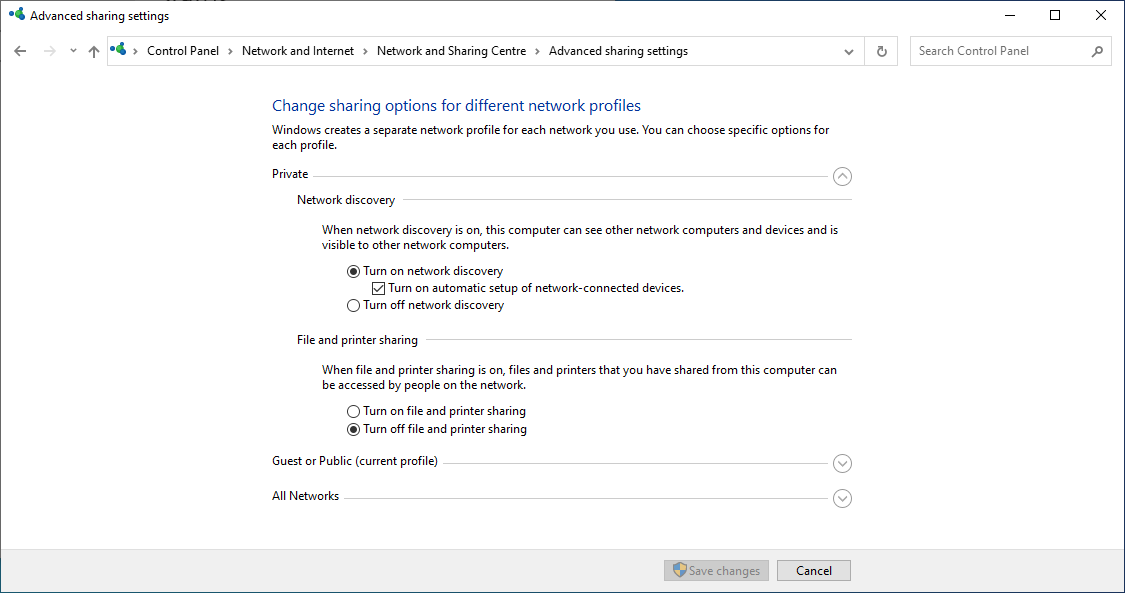 Advanced sharing settings
Control Panel > Network and Internet > Network and Sharing Centre > Advanced sharing settings
Search Control Panel
Change sharing options for different network profiles
Windows creates a separate network profile for each network you use. You can choose specific options for
each profile.
Private
Network discovery
When network discovery is on, this computer can see other network computers and devices and is
visible to other network computers.
Turn on network discovery
Turn on automatic setup of network-connected devices.
Turn off network discovery
File and printer sharing
When file and printer sharing is on, files and printers that you have shared from this computer can
be accessed by people on the network.
Turn on file and printer sharing
Turn off file and printer sharing
Guest or Public (current profile)
All Networks
Save changes
Cancel